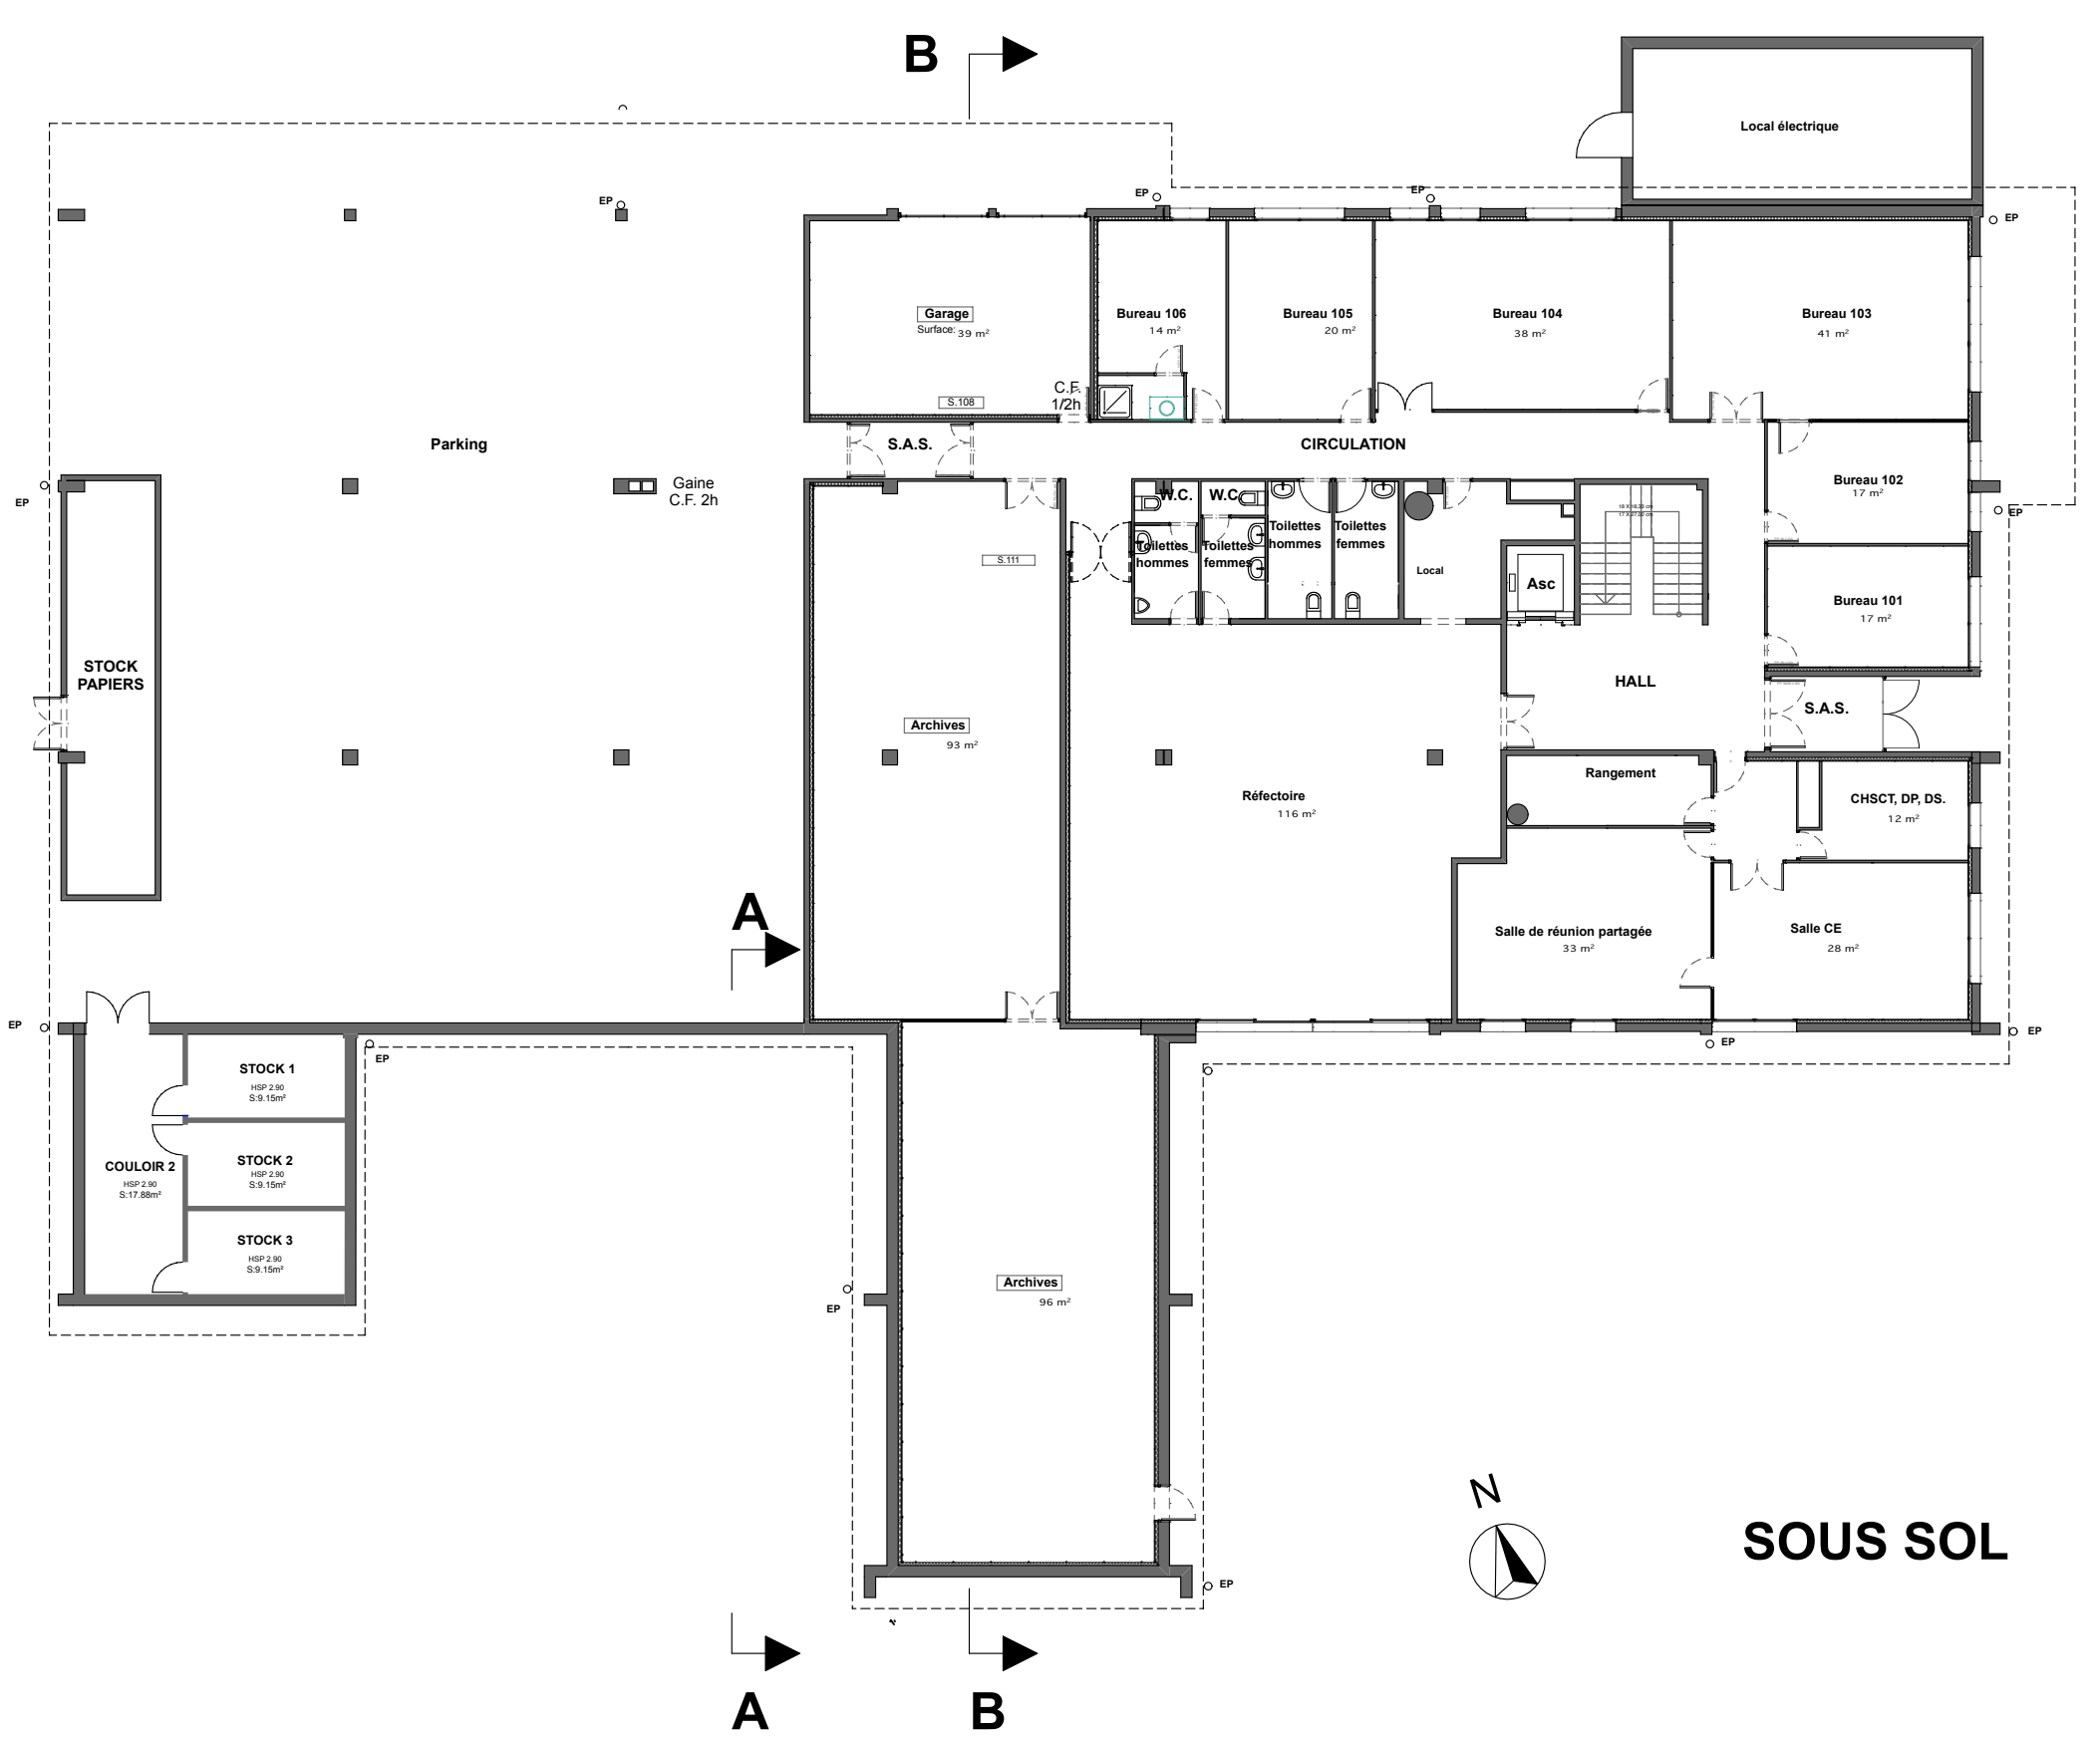 B
Local électrique
EP
EP
EP
EP
Garage
Surface: 39 m²
S.108
C.F.
1/2h
Bureau 106
14 m²
Bureau 105
20 m²
Bureau 104
38 m²
Bureau 103
41 m²
Parking
S.A.S.
CIRCULATION
EP
Gaine
C.F. 2h
W.C.
W.C
Toilettes
hommes
Toilettes
femmes
Toilettes
hommes
Toilettes
femmes
Local
Asc
Bureau 102
17 m²
EP
Bureau 101
17 m²
S.111
STOCK
PAPIERS
HALL
S.A.S.
Archives
93 m²
Réfectoire
116 m²
Rangement
CHSCT, DP, DS.
12 m²
A
Salle de réunion partagée
33 m²
Salle CE
28 m²
EP
EP
EP
EP
STOCK 1
HSP 2.90
S:9.15m²
STOCK 2
HSP 2.90
S:9.15m²
COULOIR 2
HSP 2.90
S:17.88m²
STOCK 3
HSP 2.90
S:9.15m²
Archives
96 m²
EP
N
SOUS SOL
EP
A
B